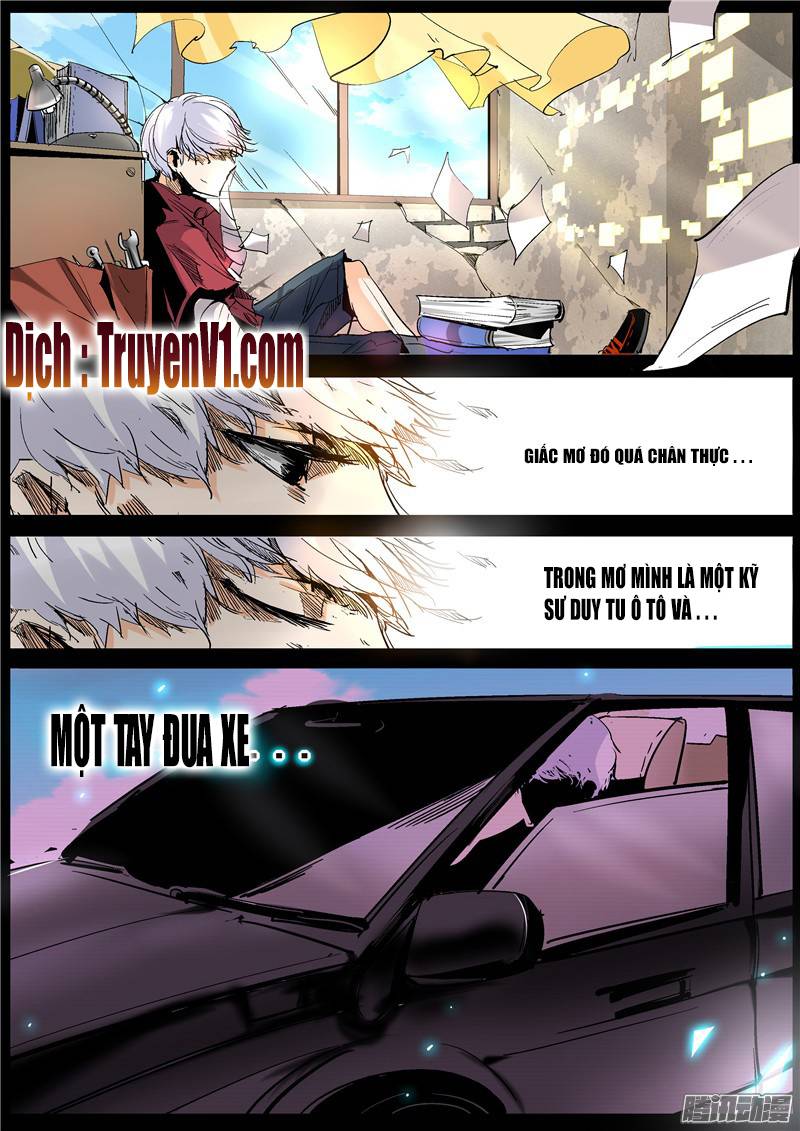 Dịch : TruyenV1.com
GIẤC MƠ ĐÓ QUÁ CHÂN THỰC . . .
TRONG MƠ MÌNH LÀ MỘT KỸ
SƯ DUY TU Ô TÔ VÀ . . .
MỘT TAY ĐUA XE. . .
腾讯动漫